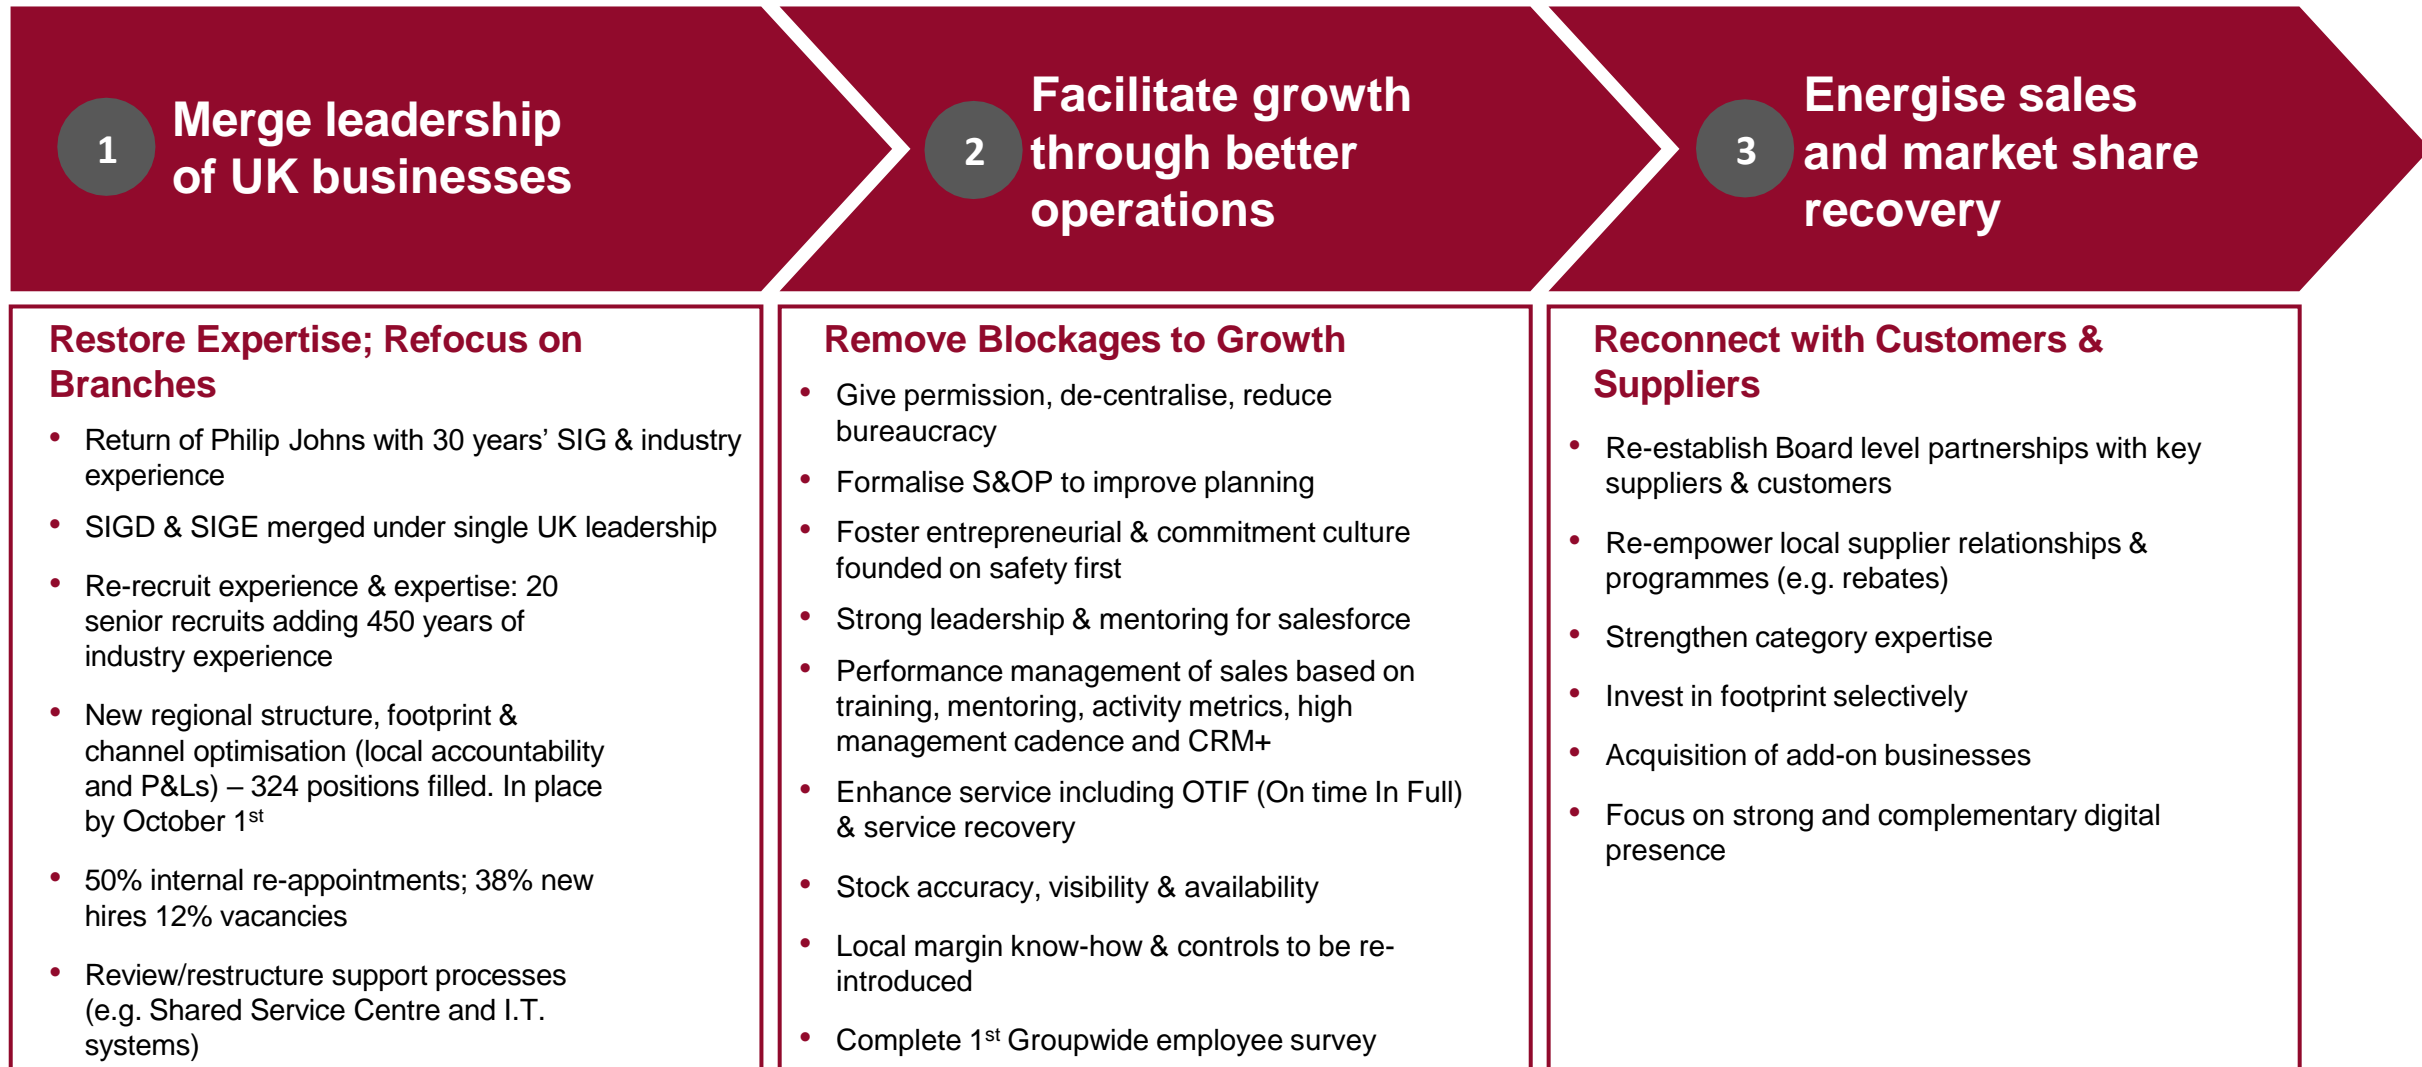 1
Merge leadership
of UK businesses
2
Facilitate growth
through better
operations
3
Energise sales
and market share
recovery
Restore Expertise; Refocus on
Branches
• Return of Philip Johns with 30 years’ SIG & industry
experience
• SIGD & SIGE merged under single UK leadership
• Re-recruit experience & expertise: 20
senior recruits adding 450 years of
industry experience
• New regional structure, footprint &
channel optimisation (local accountability
and P&Ls) – 324 positions filled. In place
by October 1st
• 50% internal re-appointments; 38% new
hires 12% vacancies
• Review/restructure support processes
(e.g. Shared Service Centre and I.T.
systems)
Remove Blockages to Growth
• Give permission, de-centralise, reduce
bureaucracy
• Formalise S&OP to improve planning
• Foster entrepreneurial & commitment culture
founded on safety first
• Strong leadership & mentoring for salesforce
• Performance management of sales based on
training, mentoring, activity metrics, high
management cadence and CRM+
• Enhance service including OTIF (On time In Full)
& service recovery
• Stock accuracy, visibility & availability
• Local margin know-how & controls to be re-
introduced
• Complete 1st Groupwide employee survey
Reconnect with Customers &
Suppliers
• Re-establish Board level partnerships with key
suppliers & customers
• Re-empower local supplier relationships &
programmes (e.g. rebates)
• Strengthen category expertise
• Invest in footprint selectively
• Acquisition of add-on businesses
• Focus on strong and complementary digital
presence